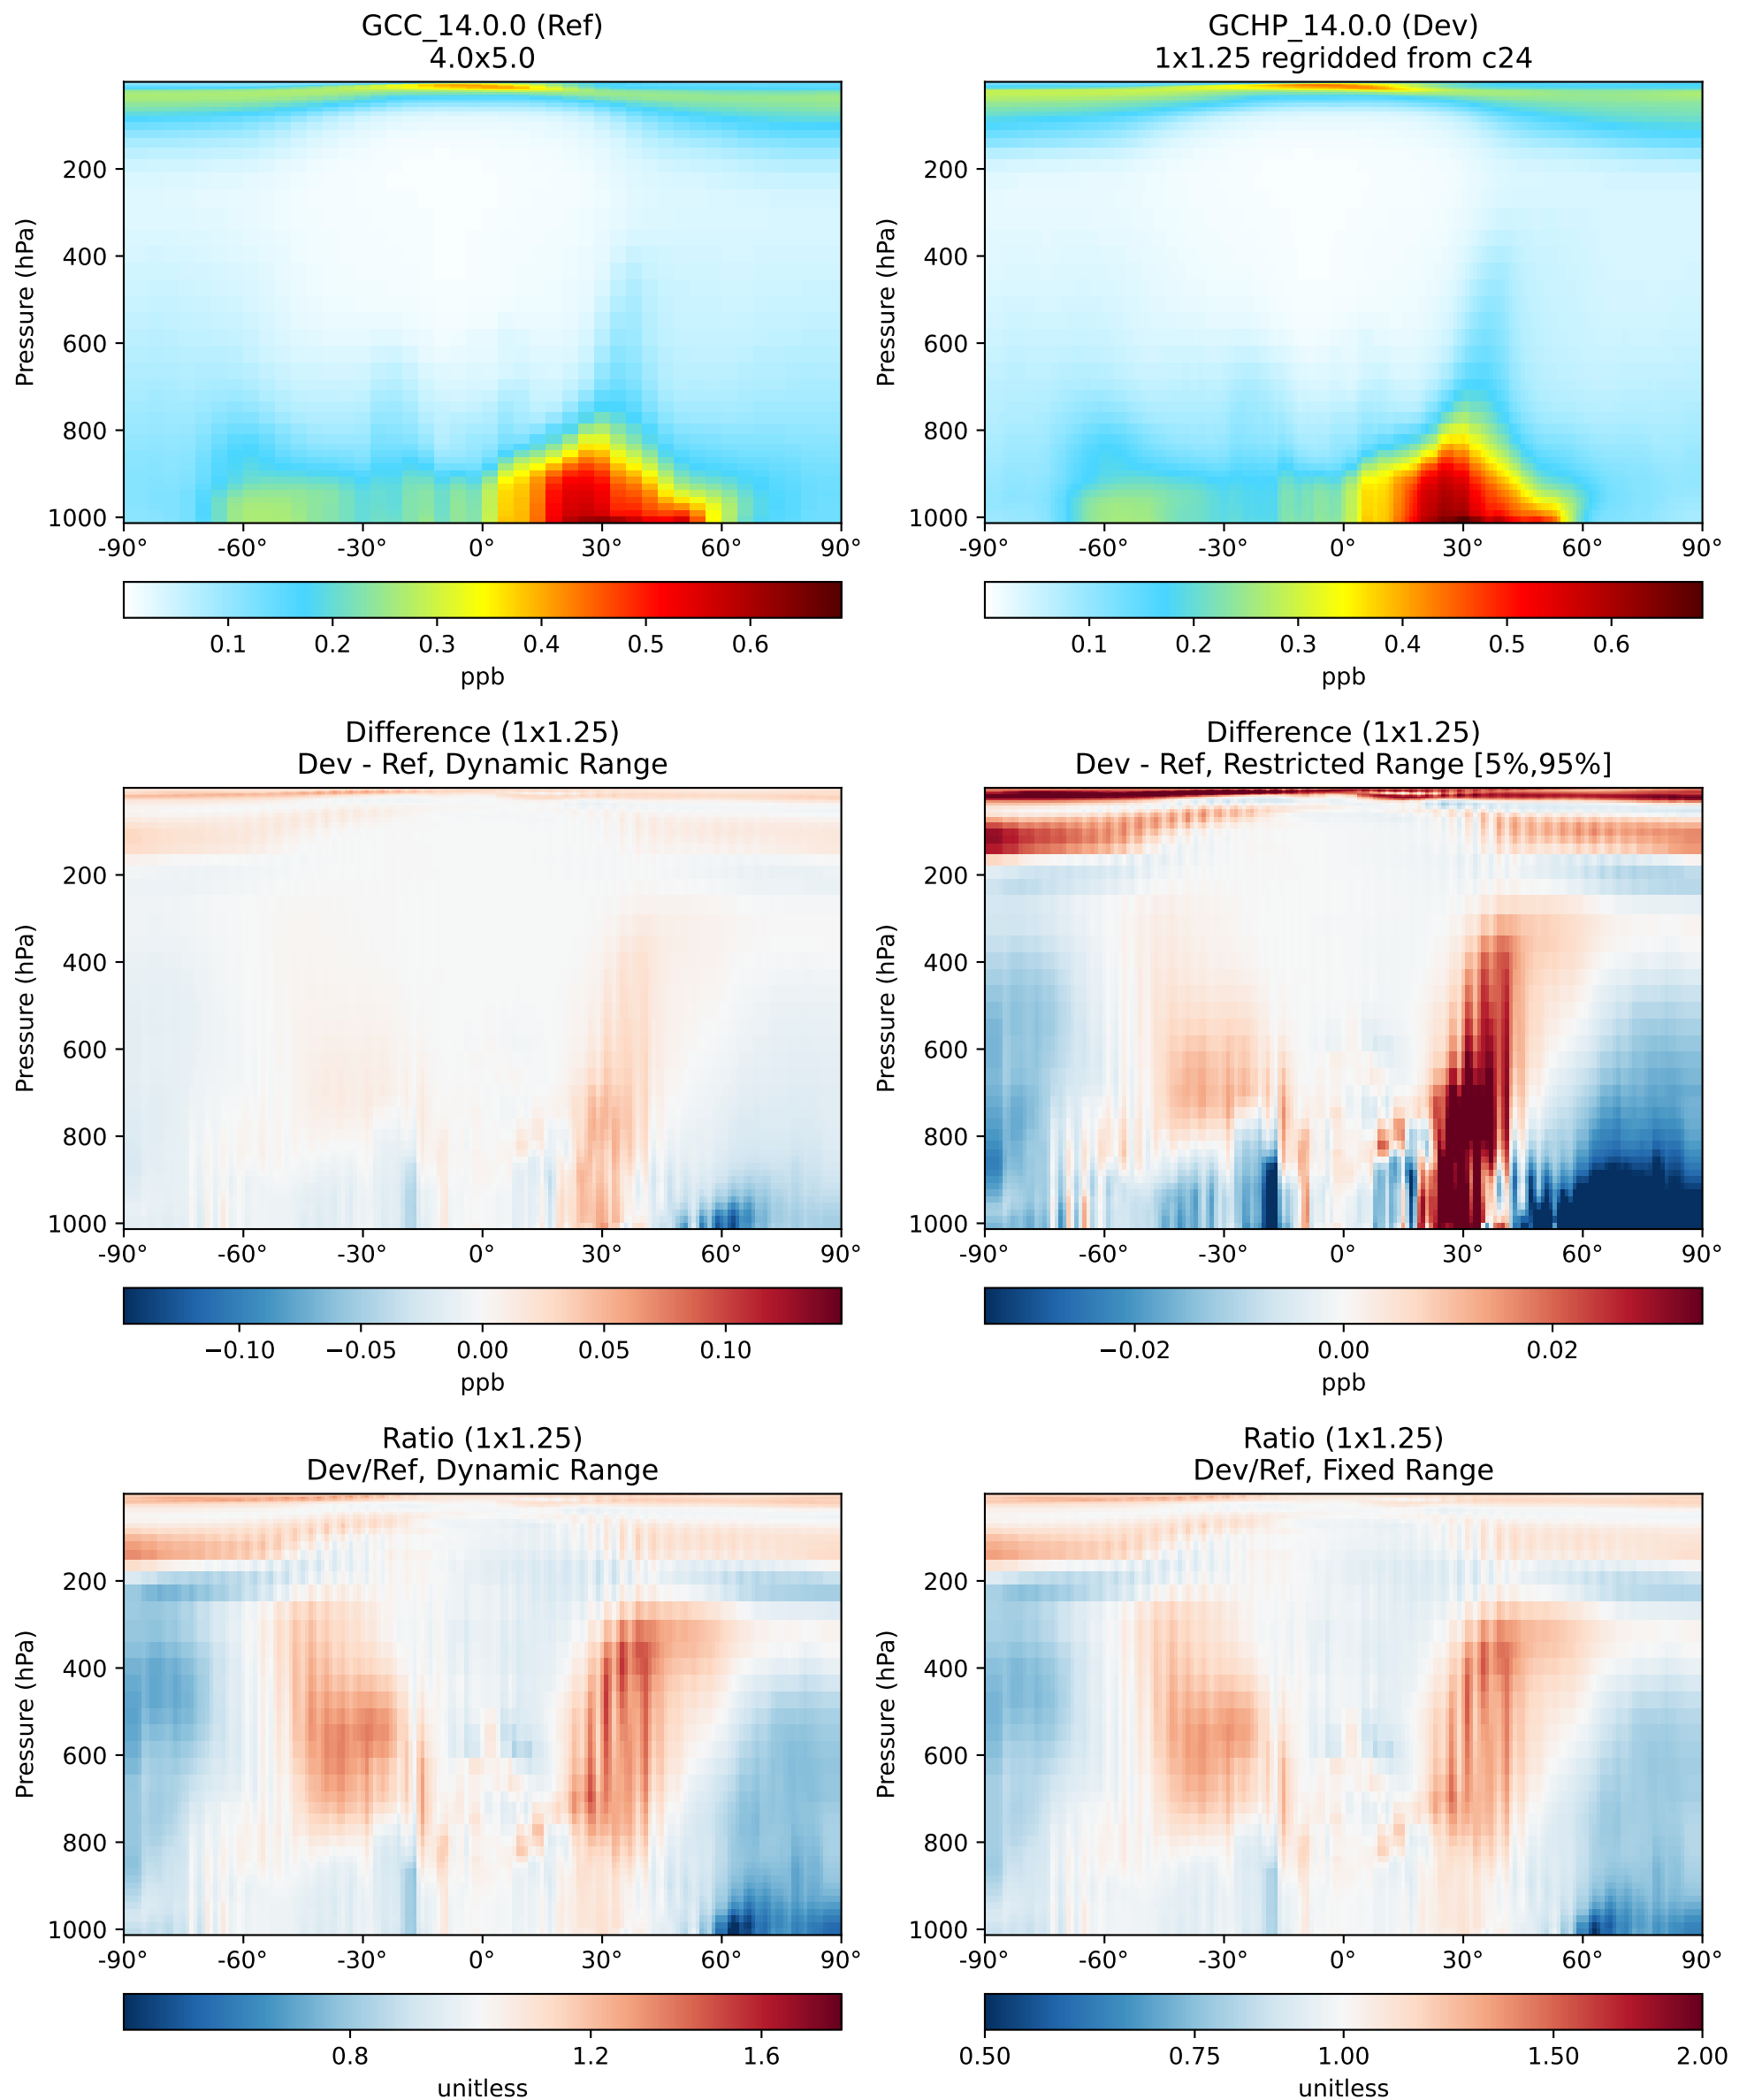 GCC_14.0.0 (Ref)
4.0x5.0
GCHP_14.0.0 (Dev)
1x1.25 regridded from c24
Pressure (hPa)
200
400
600
800
1000
-90° -60° -30° 0° 30° 60° 90°
0.1 0.2 0.3 0.4 0.5 0.6
ppb
Pressure (hPa)
200
400
600
800
1000
-90° -60° -30° 0° 30° 60° 90°
0.1 0.2 0.3 0.4 0.5 0.6
ppb
Difference (1x1.25)
Dev - Ref, Dynamic Range
Difference (1x1.25)
Dev - Ref, Restricted Range [5%,95%]
Pressure (hPa)
200
400
600
800
1000
-90° -60° -30° 0° 30° 60° 90°
−0.10 −0.05 0.00 0.05 0.10
ppb
Pressure (hPa)
200
400
600
800
1000
-90° -60° -30° 0° 30° 60° 90°
−0.02 0.00 0.02
ppb
Ratio (1x1.25)
Dev/Ref, Dynamic Range
Ratio (1x1.25)
Dev/Ref, Fixed Range
Pressure (hPa)
200
400
600
800
1000
-90° -60° -30° 0° 30° 60° 90°
0.8 1.2 1.6
unitless
Pressure (hPa)
200
400
600
800
1000
-90° -60° -30° 0° 30° 60° 90°
0.50 0.75 1.00 1.50 2.00
unitless